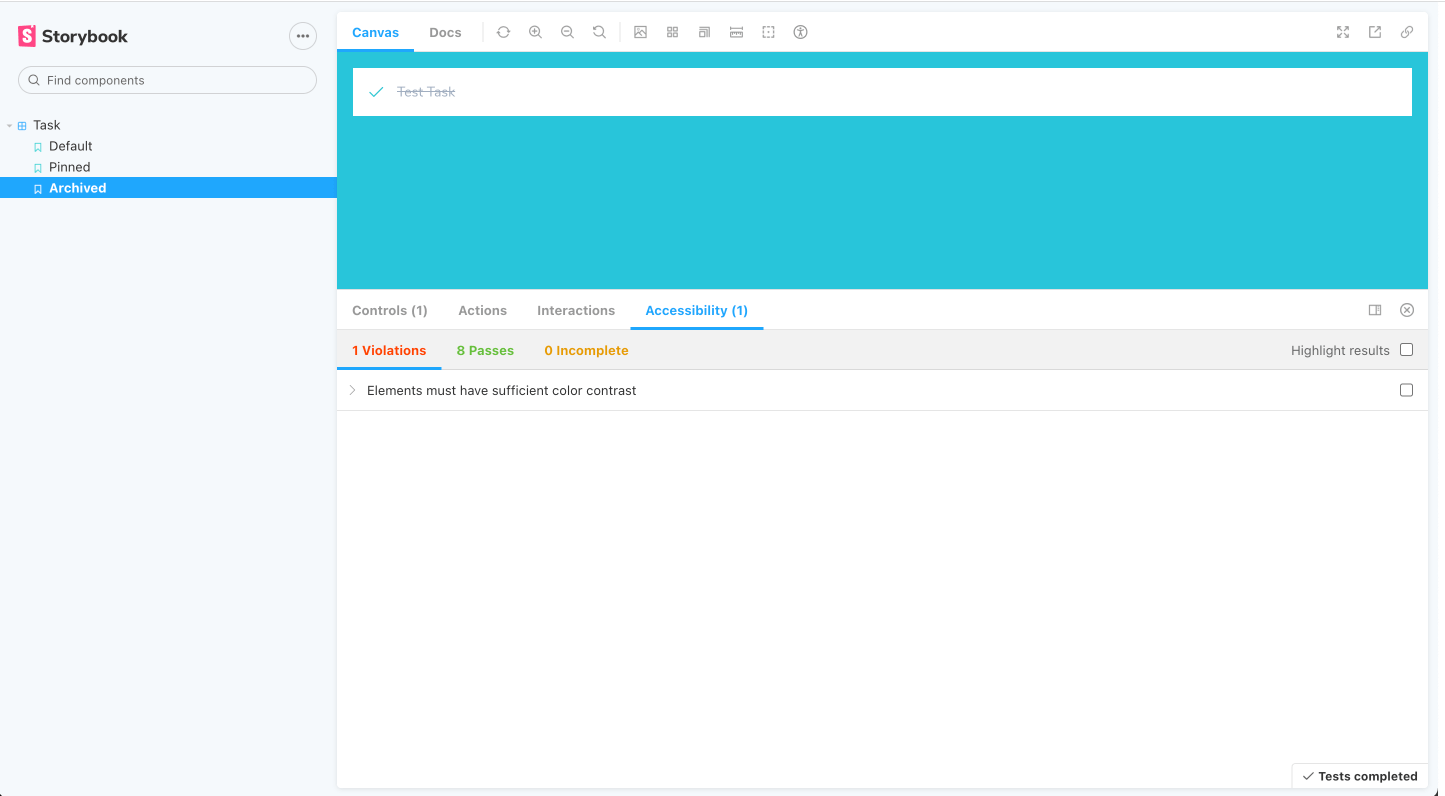 Storybook
Find components
Task
Default
Pinned
Archived
Canvas
Docs
Test Task
Controls (1)
Actions
Interactions
Accessibility (1)
1 Violations
8 Passes
0 Incomplete
Highlight results
Elements must have sufficient color contrast
Tests completed